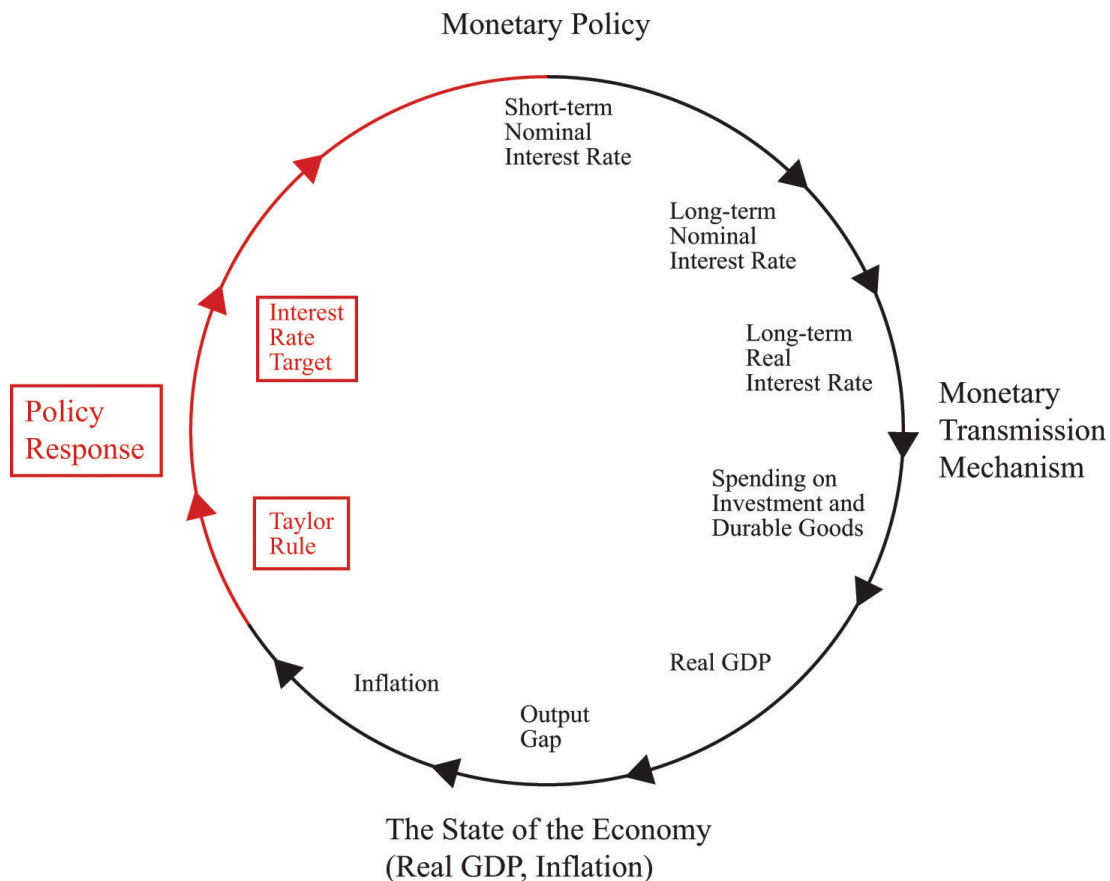 Monetary Policy
Short-term
Nominal
Interest Rate
Long-term
Nominal
Interest Rate
Long-term
Real
Interest Rate
Monetary
Transmission
Mechanism
Spending on
Investment and
Durable Goods
Real GDP
Output
Gap
The State of the Economy
(Real GDP, Inflation)
Inflation
Taylor
Rule
Policy
Response
Interest
Rate
Target